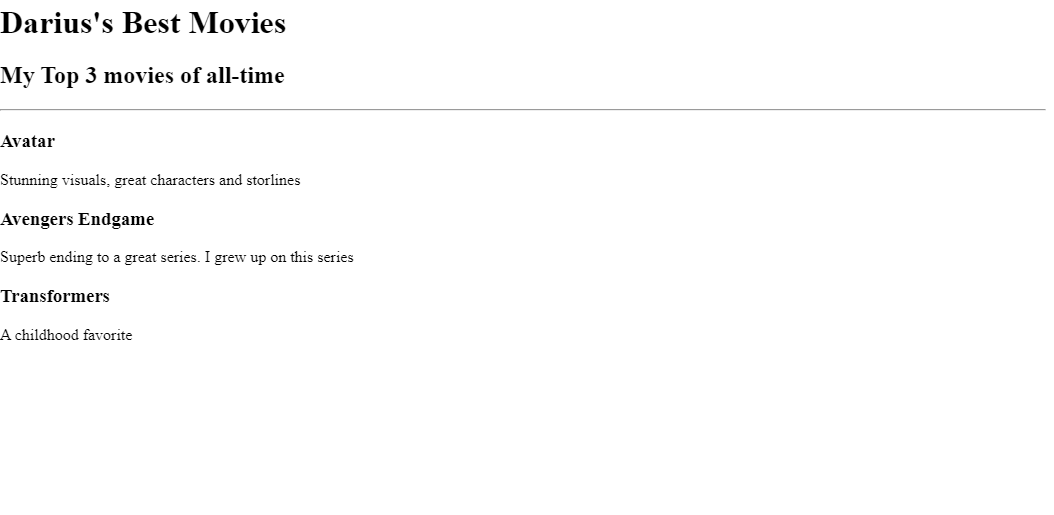 Darius's Best Movies
My Top 3 movies of all-time
Avatar
Stunning visuals, great characters and storlines
Avengers Endgame
Superb ending to a great series. I grew up on this series
Transformers
A childhood favorite